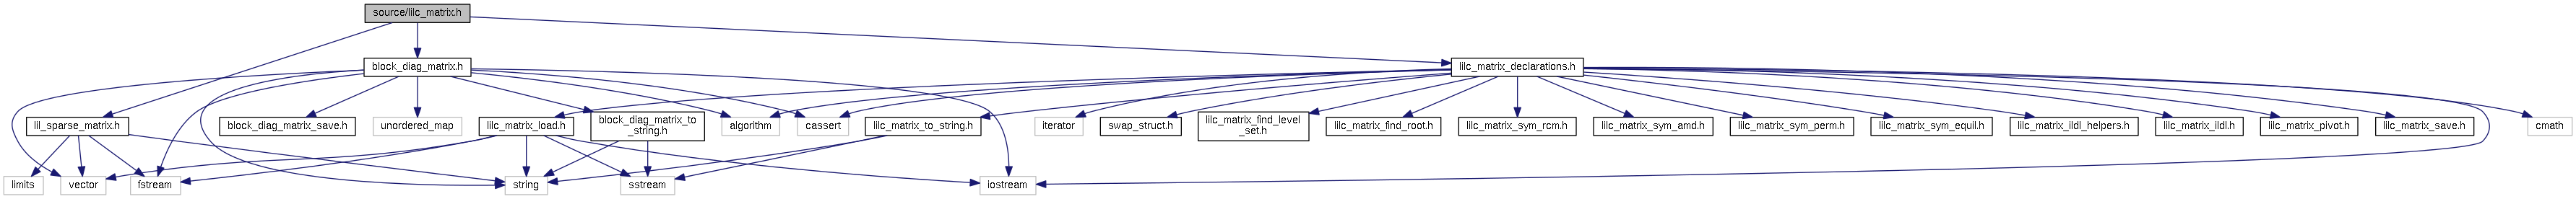 source/lilc_matrix.h
block_diag_matrix.h
lilc_matrix_declarations.h
lil_sparse_matrix.h
block_diag_matrix_save.h
unordered_map
lilc_matrix_load.h
block_diag_matrix_to
_string.h
algorithm
cassert
lilc_matrix_to_string.h
iterator
swap_struct.h
lilc_matrix_find_level
_set.h
lilc_matrix_find_root.h
lilc_matrix_sym_rcm.h
lilc_matrix_sym_amd.h
lilc_matrix_sym_perm.h
lilc_matrix_sym_equil.h
lilc_matrix_ildl_helpers.h
lilc_matrix_ildl.h
lilc_matrix_pivot.h
lilc_matrix_save.h
cmath
limits
vector
fstream
string
sstream
iostream